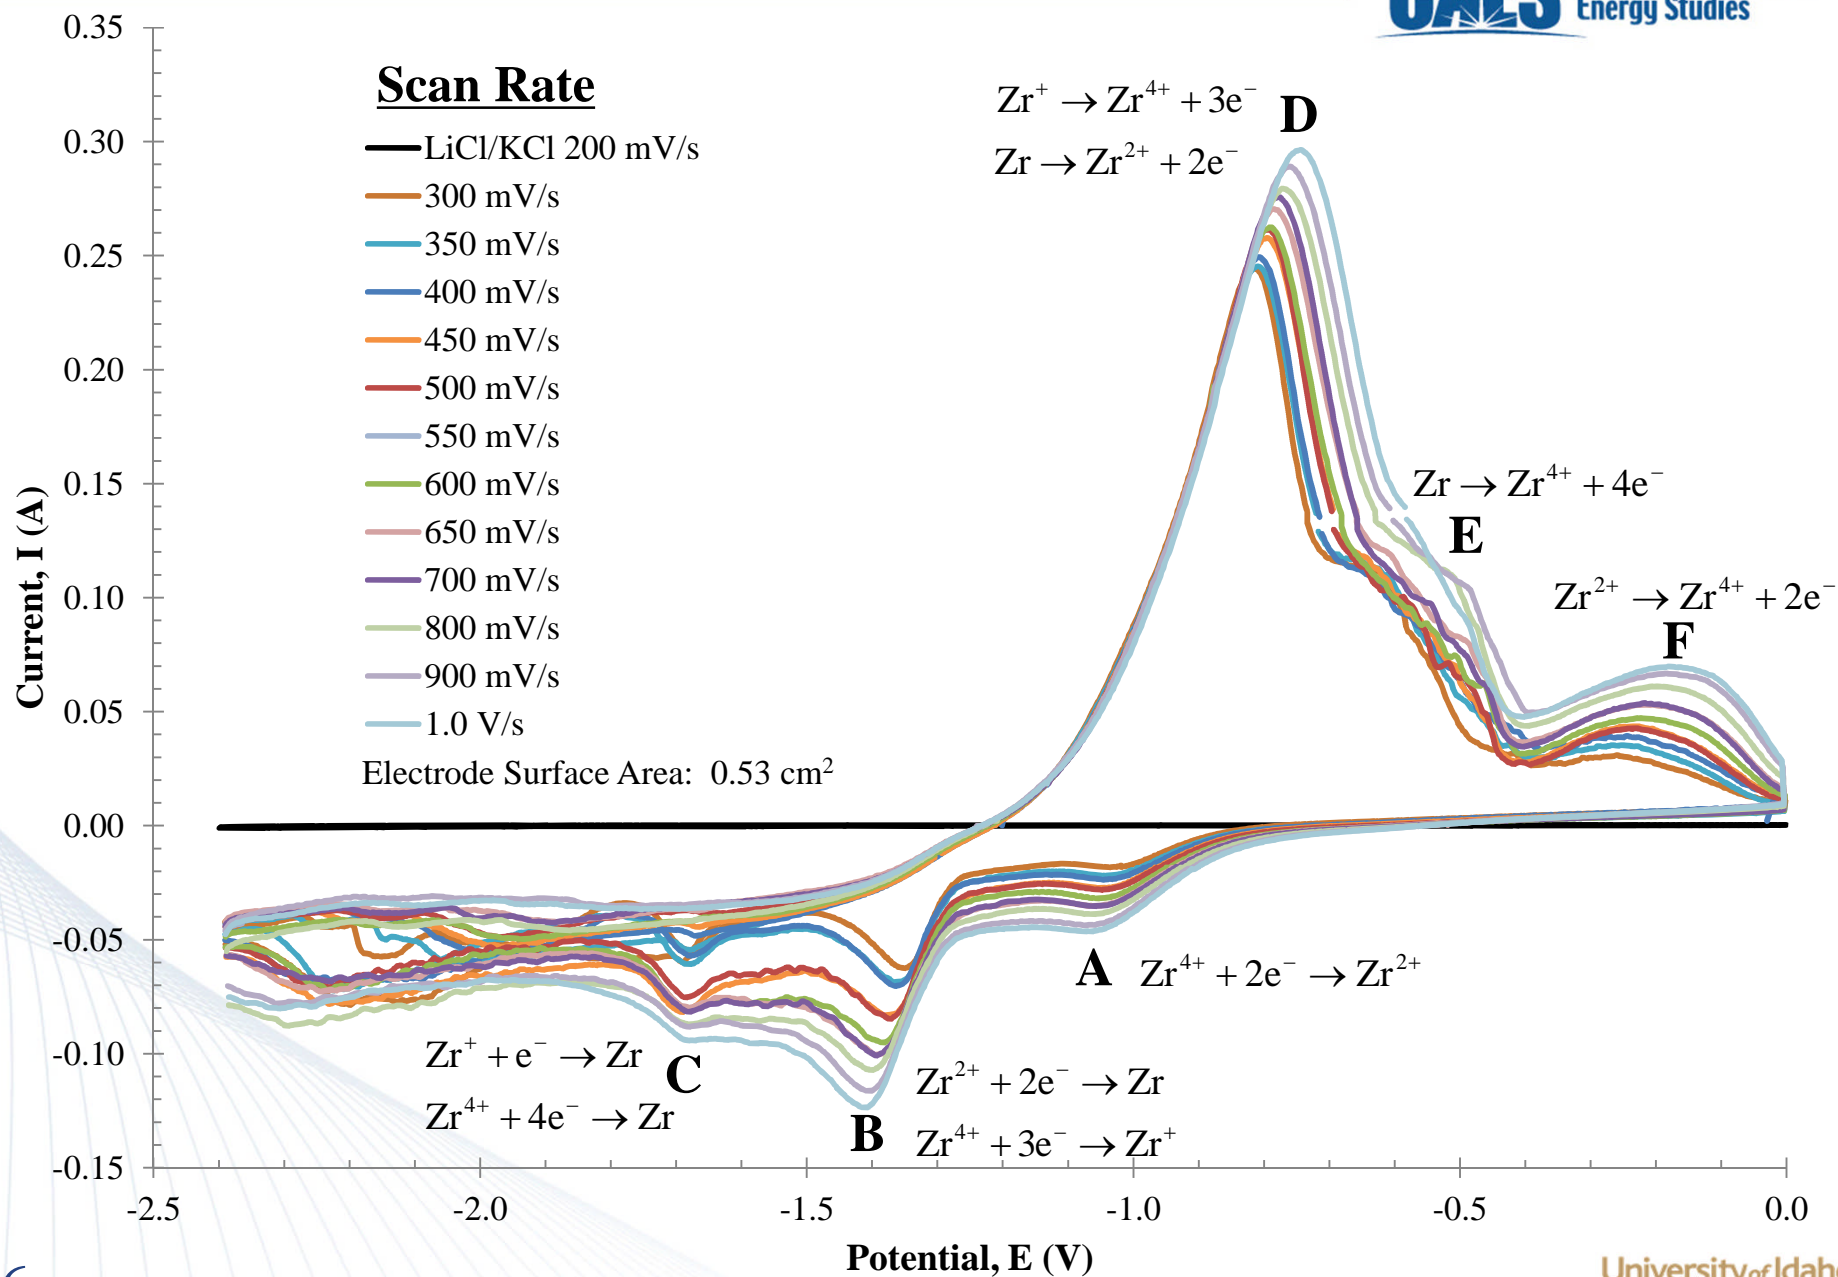 Energy Studies
0.35
0.30
0.25
0.20
0.15
0.10
0.05
0.00
-0.05
-0.10
-0.15
Current, I (A)
Scan Rate
LiCl/KCl 200 mV/s
300 mV/s
350 mV/s
400 mV/s
450 mV/s
500 mV/s
550 mV/s
600 mV/s
650 mV/s
700 mV/s
800 mV/s
900 mV/s
1.0 V/s
Electrode Surface Area: 0.53 cm²
Zr⁺ → Zr⁴⁺ + 3e⁻
Zr → Zr²⁺ + 2e⁻
D
Zr → Zr⁴⁺ + 4e⁻
E
Zr²⁺ → Zr⁴⁺ + 2e⁻
F
A Zr⁴⁺ + 2e⁻ → Zr²⁺
Zr⁺ + e⁻ → Zr
Zr⁴⁺ + 4e⁻ → Zr
C
Zr²⁺ + 2e⁻ → Zr
Zr⁴⁺ + 3e⁻ → Zr⁺
B
-2.5 -2.0 -1.5 -1.0 -0.5 0.0
Potential, E (V)
University of Idaho